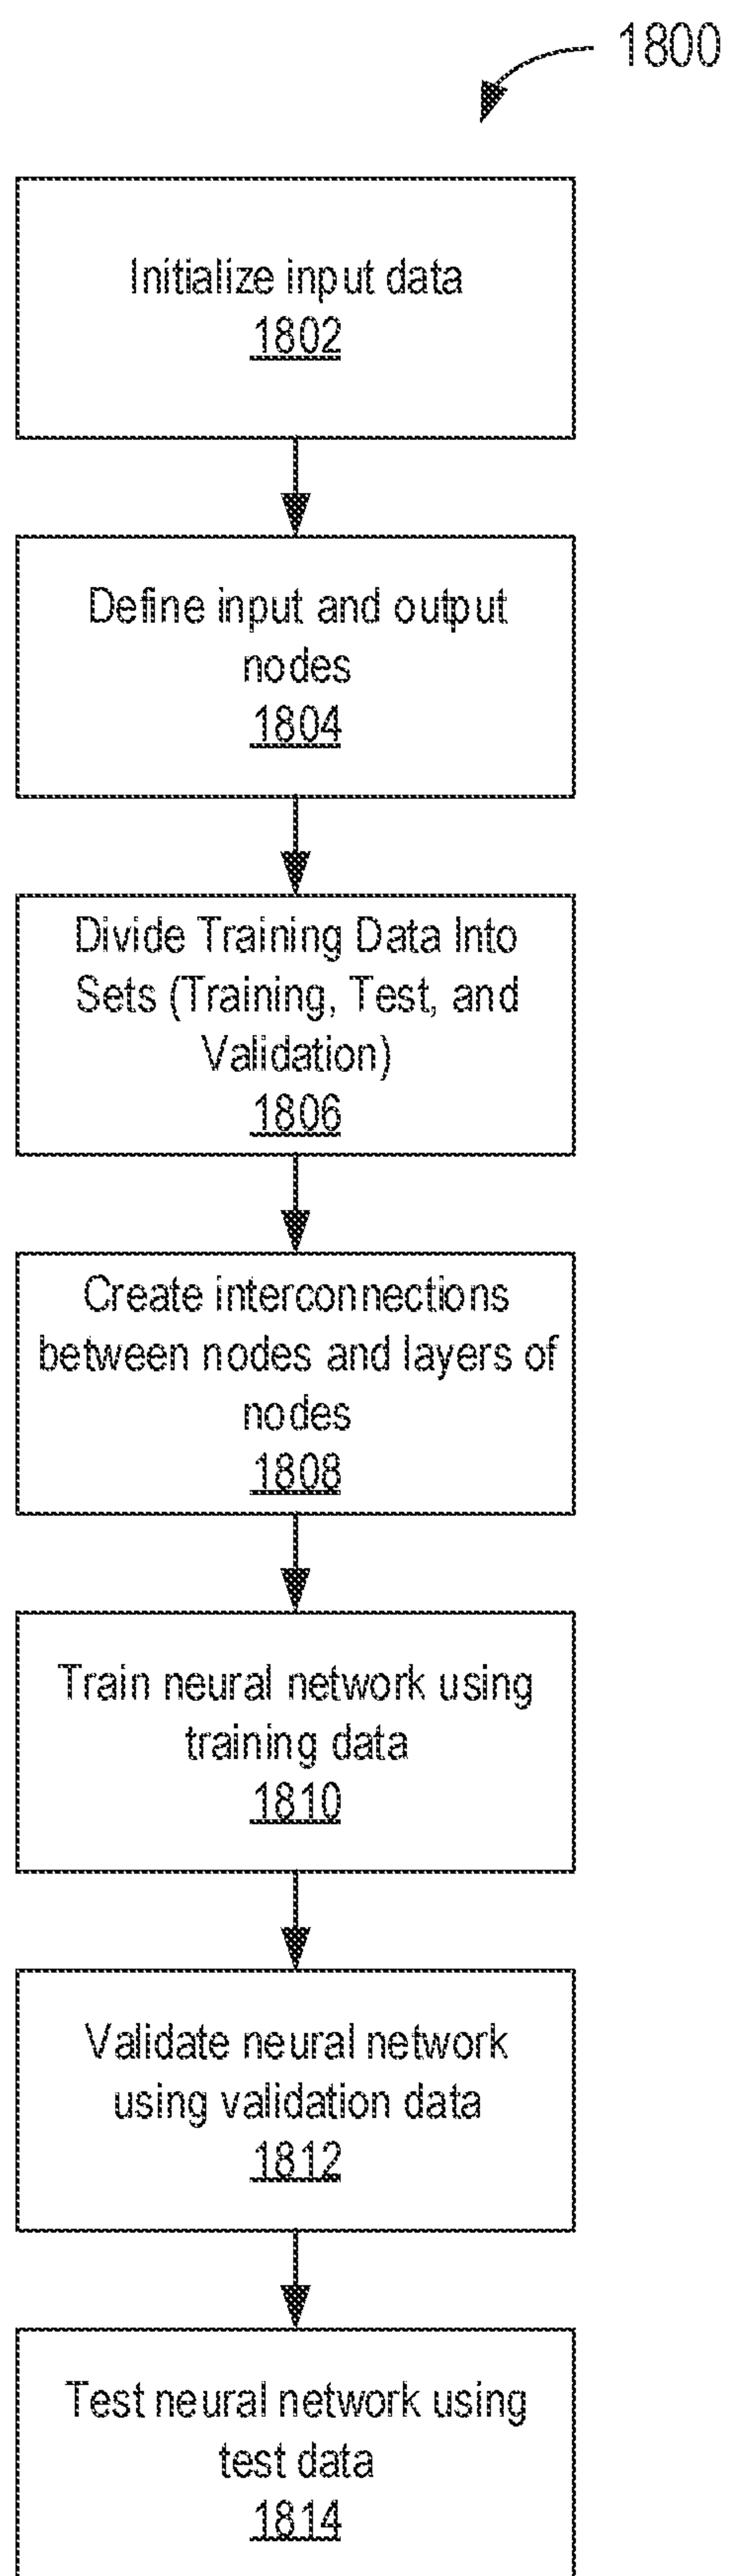 1800
Initialize input data
1802
Define input and output
nodes
1804
Divide Training Data Into
Sets (Training, Test, and
Validation)
1806
Create interconnections
between nodes and layers of
nodes
1808
Train neural network using
training data
1810
Validate neural network
using validation data
1812
Test neural network using
test data
1814